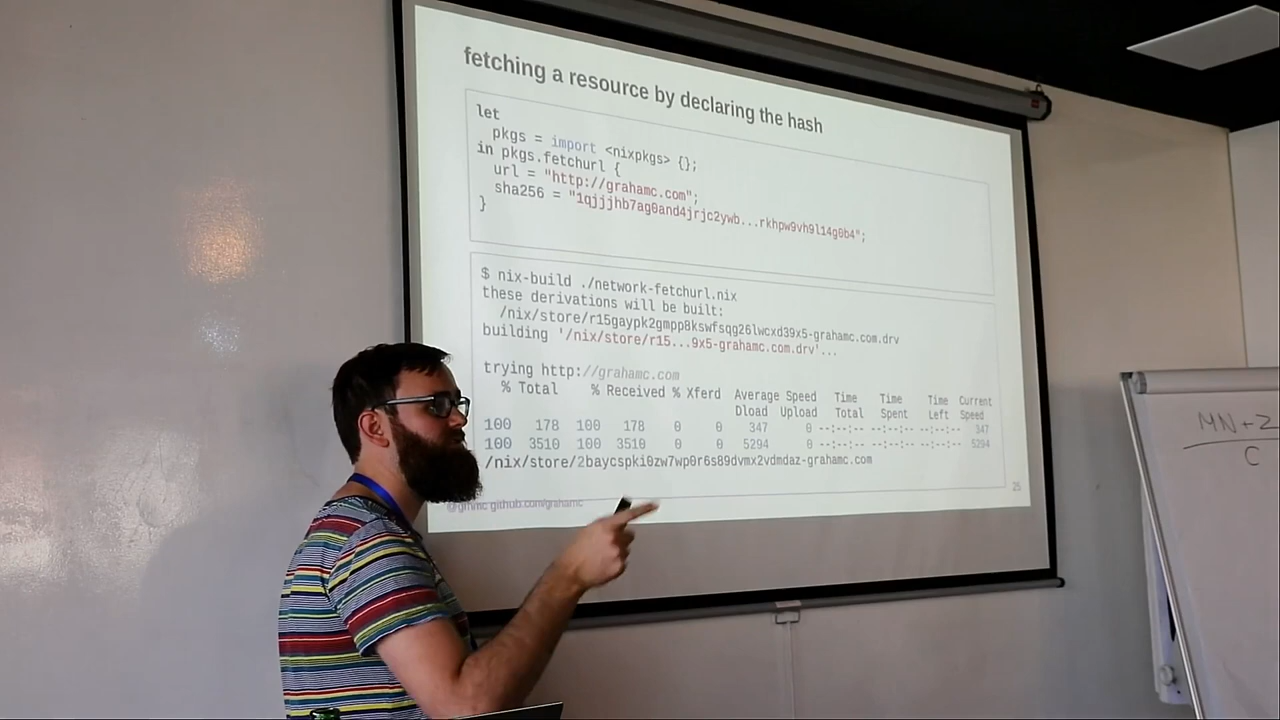 fetching a resource by declaring the hash
let
  pkgs = import <nixpkgs> {};
in pkgs.fetchurl {
  url = "http://grahamc.com";
  sha256 = "1qjjjhb7ag0and4jrjc2ywb...rkhpw9vh9l14g0b4";
}
$ nix-build ./network-fetchurl.nix
these derivations will be built:
  /nix/store/r15gaypk2gmpp8kswfsqg26lwcxd39x5-grahamc.com.drv
building '/nix/store/r15...9x5-grahamc.com.drv'...
trying http://grahamc.com
% Total % Received % Xferd Average Speed Time Time Time Current
Dload Upload Total Spent Left Speed
100 178 100 178 0 0 347 0 --:--:-- --:--:-- --:--:-- 347
100 3510 100 3510 0 0 5294 0 --:--:-- --:--:-- --:--:-- 5294
/nix/store/2baycspki0zw7wp0r6s89dvmx2vdmdaz-grahamc.com
25
github.com/grahamc
MN+2
C